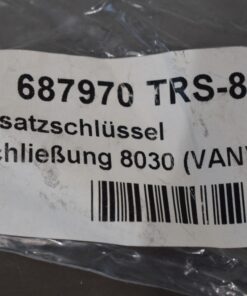 687970 TRS-8
satzschlüssel
chließung 8030 (VAN)